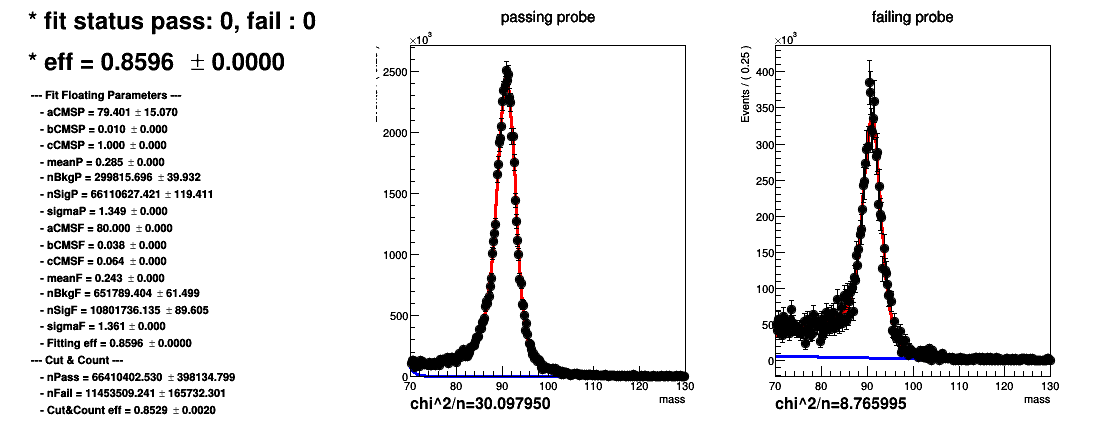 * fit status pass: 0, fail : 0
* eff = 0.8596 ± 0.0000
--- Fit Floating Parameters ---
- aCMSP = 79.401 ± 15.070
- bCMSP = 0.010 ± 0.000
- cCMSP = 1.000 ± 0.000
- meanP = 0.285 ± 0.000
- nBkgP = 299815.696 ± 39.932
- nSigP = 66110627.421 ± 119.411
- sigmaP = 1.349 ± 0.000
- aCMSF = 80.000 ± 0.000
- bCMSF = 0.038 ± 0.000
- cCMSF = 0.064 ± 0.000
- meanF = 0.243 ± 0.000
- nBkgF = 651789.404 ± 61.499
- nSigF = 10801736.135 ± 89.605
- sigmaF = 1.361 ± 0.000
- Fitting eff = 0.8596 ± 0.0000
--- Cut & Count ---
- nPass = 66410402.530 ± 398134.799
- nFail = 11453509.241 ± 165732.301
- Cut&Count eff = 0.8529 ± 0.0020
passing probe
×10³
2500
2000
1500
1000
500
0
70 80 90 100 110 120 130
mass
chi^2/n=30.097950
failing probe
×10³
Events / ( 0.25 )
400
350
300
250
200
150
100
50
0
70 80 90 100 110 120 130
mass
chi^2/n=8.765995